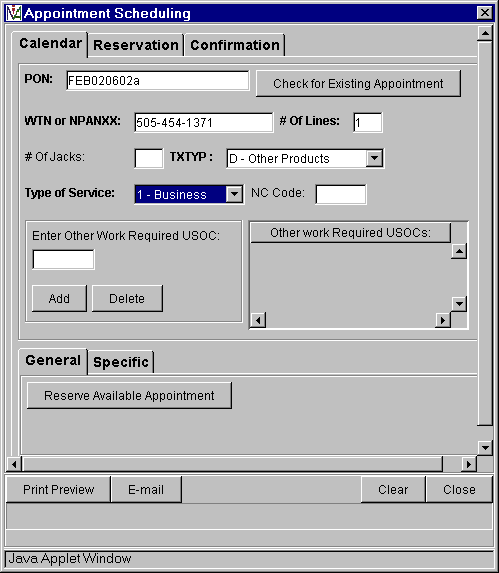 Appointment Scheduling
Calendar Reservation Confirmation
PON: FEB020602a Check for Existing Appointment
WTN or NPANXX: 505-454-1371 # Of Lines: 1
# Of Jacks: TXTYP : D - Other Products
Type of Service: 1 - Business NC Code:
Enter Other Work Required USOC: Other work Required USOCs:
Add Delete
General Specific
Reserve Available Appointment
Print Preview E-mail Clear Close
Java Applet Window